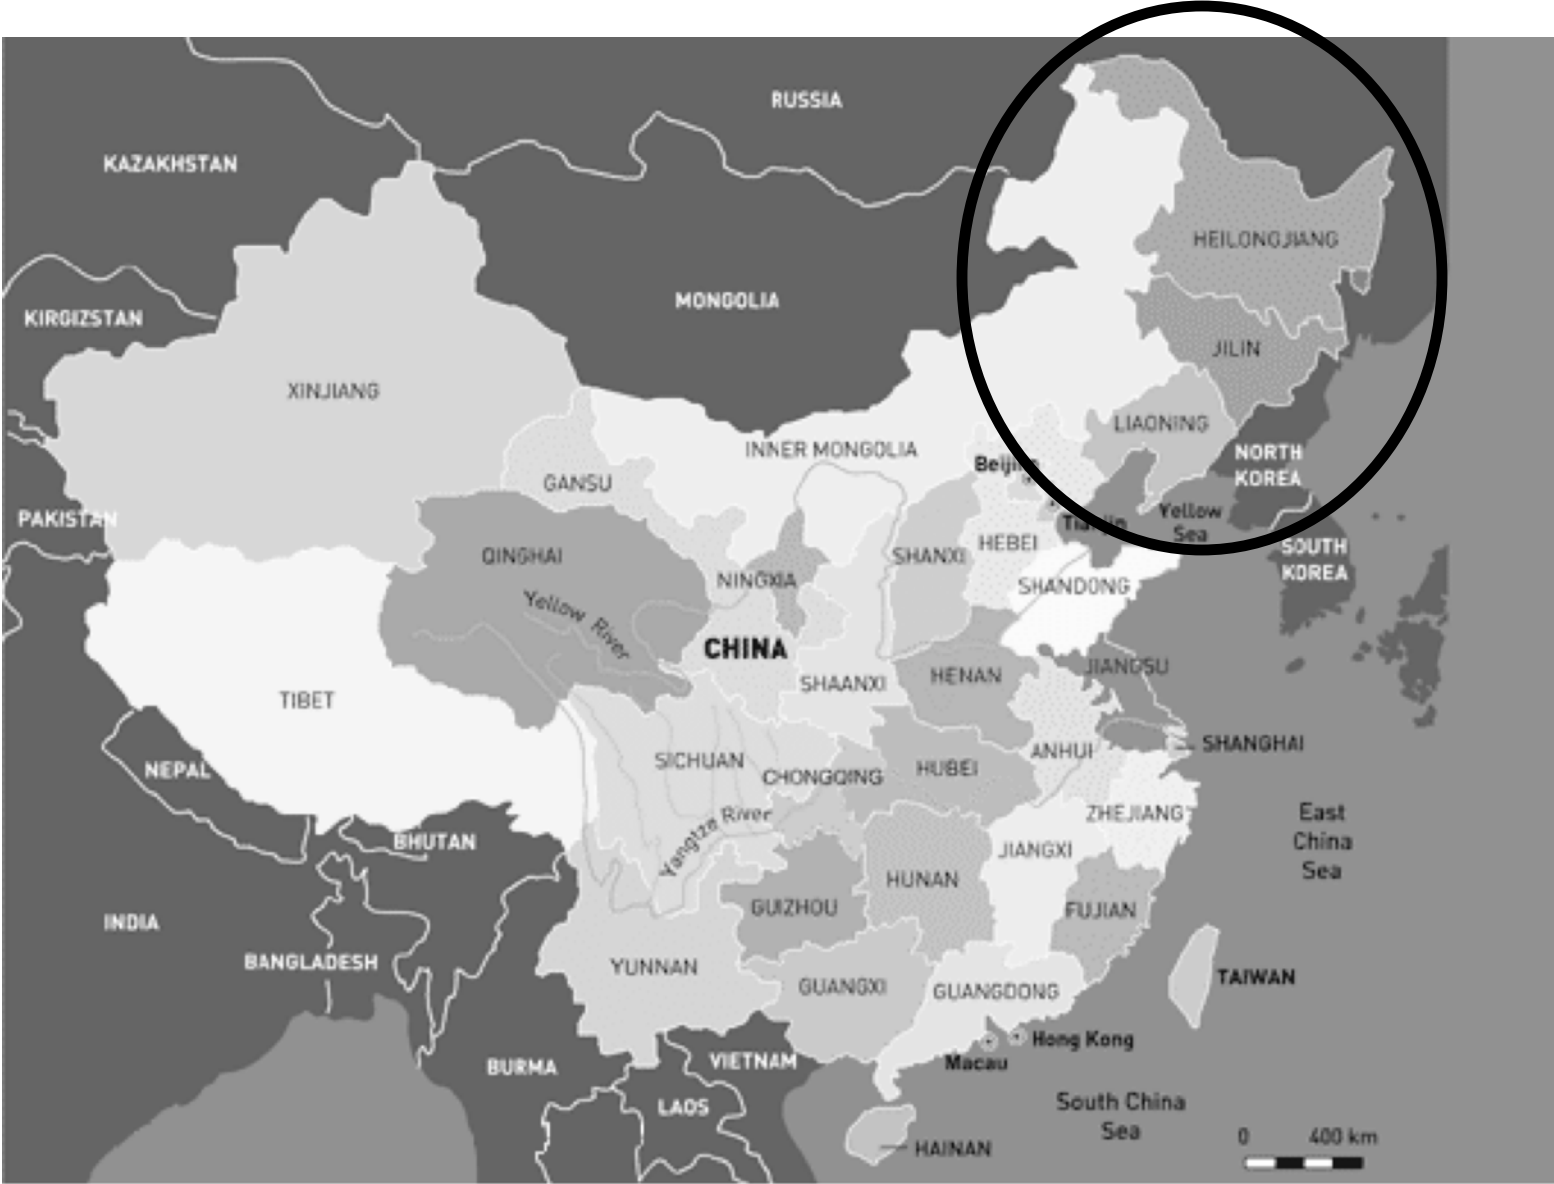 RUSSIA
KAZAKHSTAN
HEILONGJIANG
MONGOLIA
KIRGIZSTAN
JILIN
XINJIANG
LIAONING
INNER MONGOLIA
NORTH
KOREA
Beijing
GANSU
PAKISTAN
Yellow
Sea
Tianjin
HEBEI
SHANXI
QINGHAI
SOUTH
KOREA
NINGXIA
SHANDONG
Yellow River
CHINA
JIANGSU
HENAN
SHAANXI
TIBET
SHANGHAI
ANHUI
SICHUAN
NEPAL
CHONGQING
HUBEI
ZHEJIANG
East
China
Sea
Yangtze River
BHUTAN
JIANGXI
HUNAN
GUIZHOU
FUJIAN
INDIA
BANGLADESH
YUNNAN
GUANGXI
GUANGDONG
TAIWAN
Hong Kong
Macau
VIETNAM
BURMA
LAOS
South China
Sea
HAINAN
0 400 km